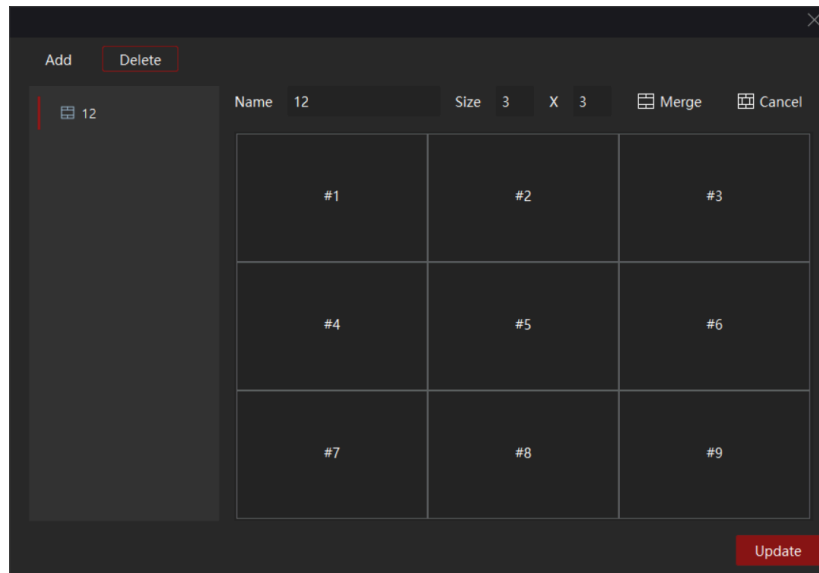 Add Delete
12
Name 12 Size 3 X 3 Merge Cancel
#1 #2 #3
#4 #5 #6
#7 #8 #9
Update